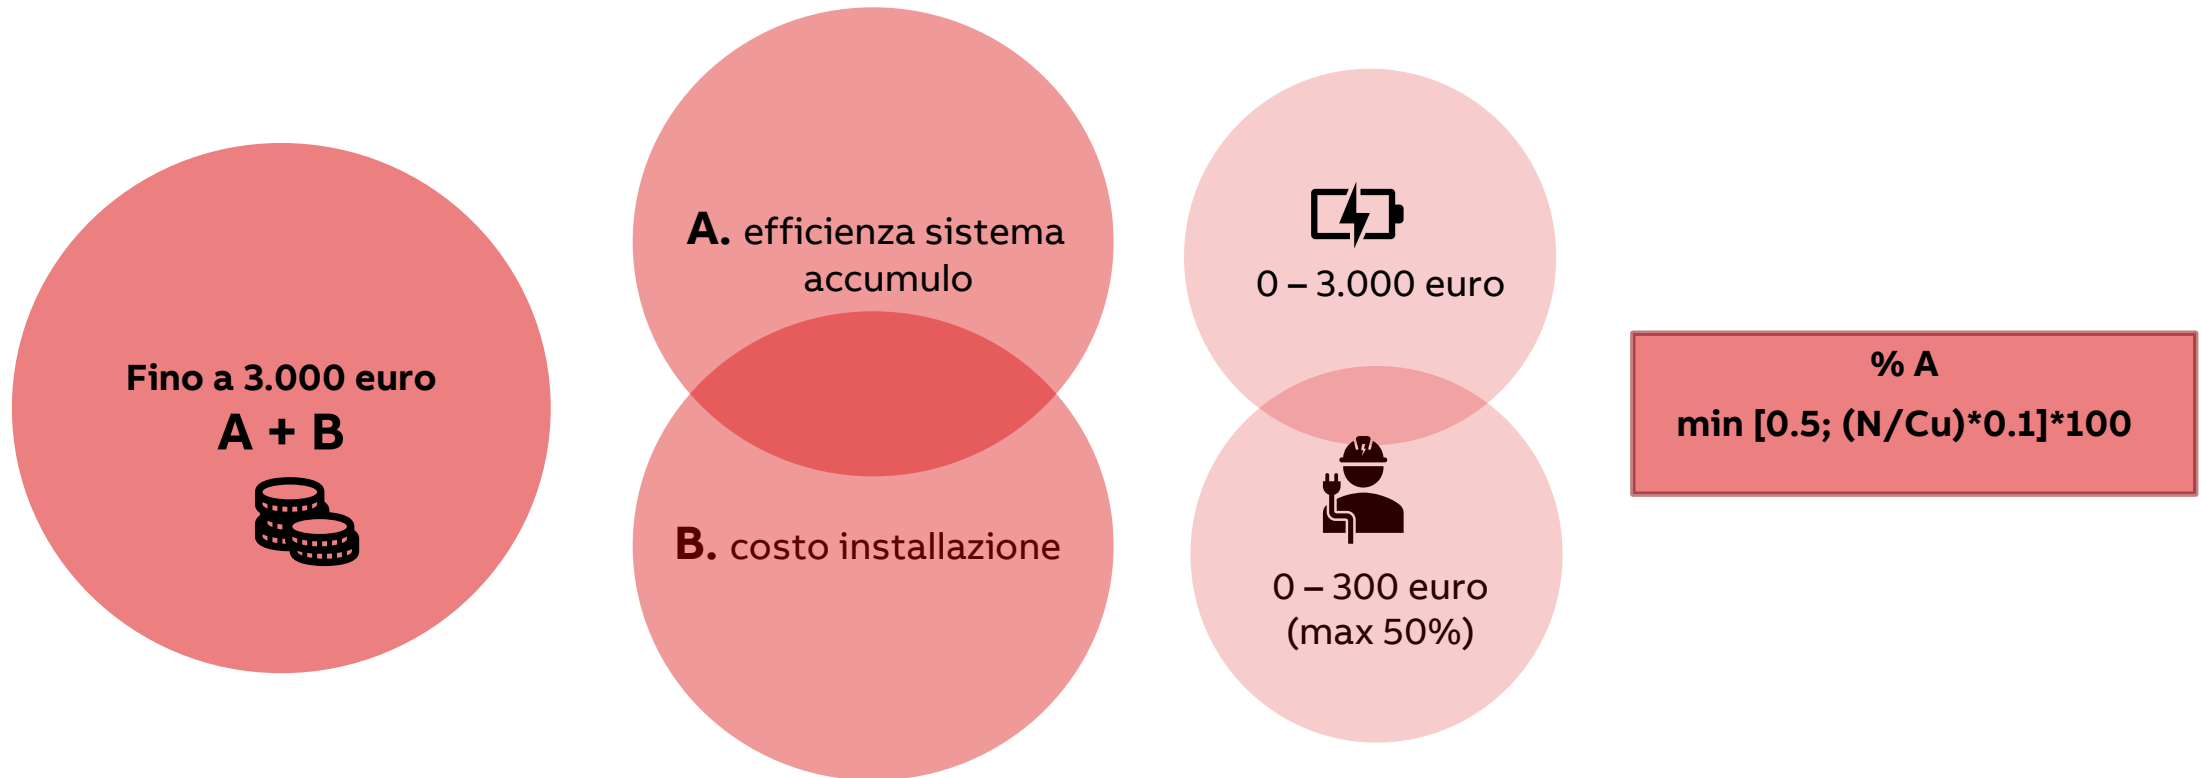 Fino a 3.000 euro
A + B
A. efficienza sistema
accumulo
B. costo installazione
0 – 3.000 euro
0 – 300 euro
(max 50%)
% A
min [0.5; (N/Cu)*0.1]*100